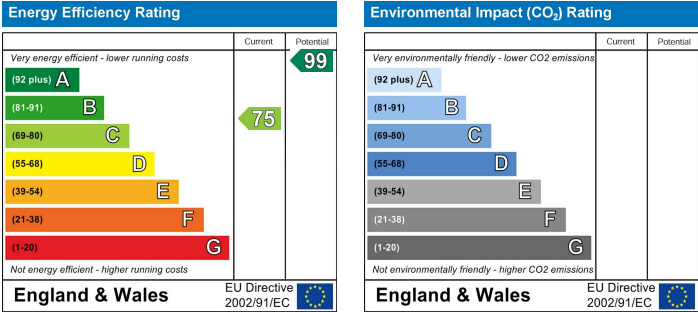 Energy Efficiency Rating
Current Potential
Very energy efficient - lower running costs
99
(92 plus) A
(81-91) B
75
(69-80) C
(55-68) D
(39-54) E
(21-38) F
(1-20) G
Not energy efficient - higher running costs
England & Wales
EU Directive
2002/91/EC
Environmental Impact (CO₂) Rating
Current Potential
Very environmentally friendly - lower CO2 emissions
(92 plus) A
(81-91) B
(69-80) C
(55-68) D
(39-54) E
(21-38) F
(1-20) G
Not environmentally friendly - higher CO2 emissions
England & Wales
EU Directive
2002/91/EC